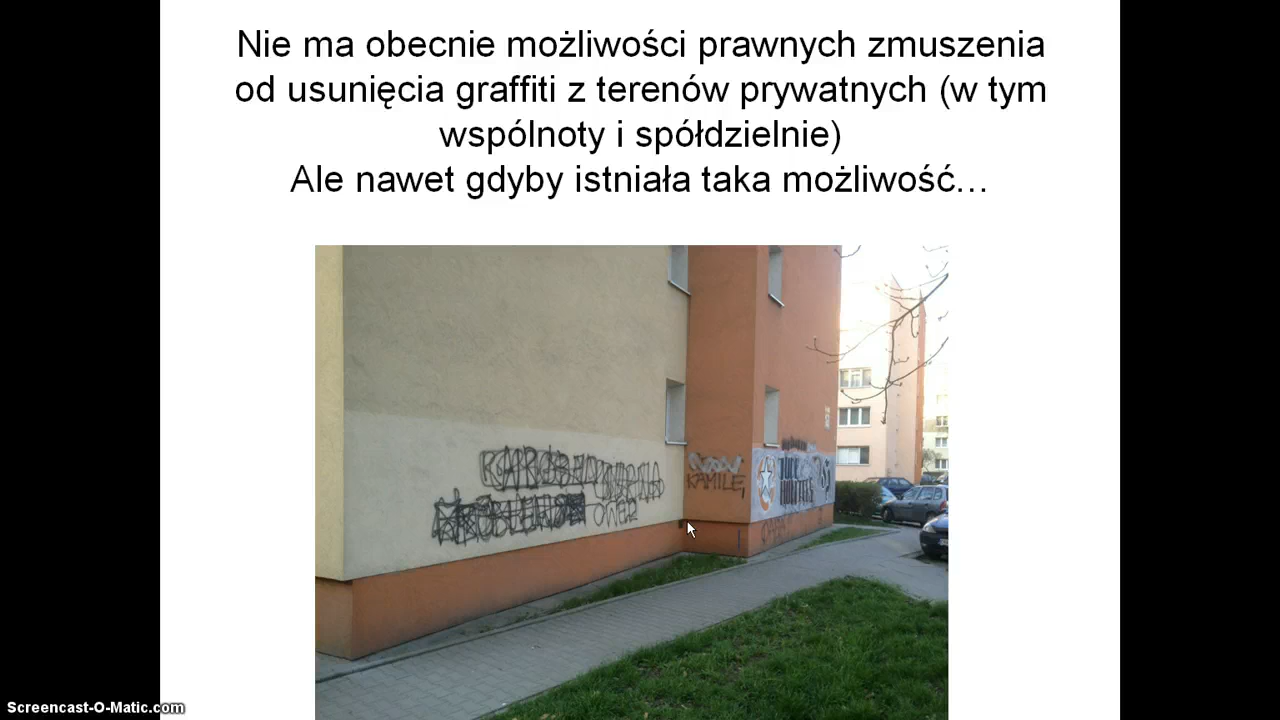 Nie ma obecnie możliwości prawnych zmuszenia
od usunięcia graffiti z terenów prywatnych (w tym
wspólnoty i spółdzielnie)
Ale nawet gdyby istniała taka możliwość…
KAMILE
Screencast-O-Matic.com